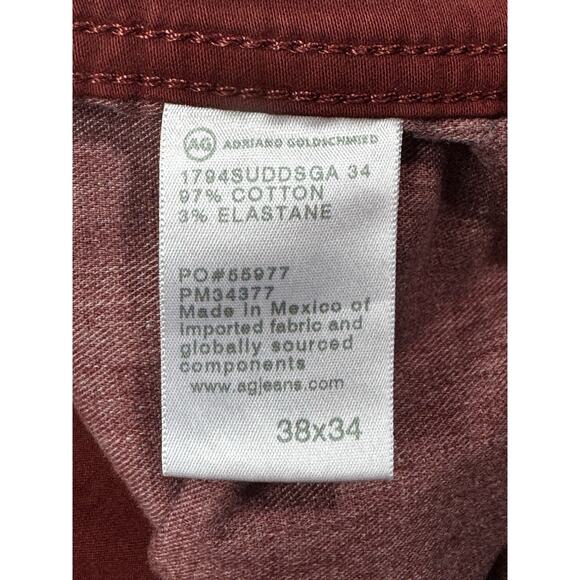 AG ADRIANO GOLDSCHMIED
1794SUDDSGA 34
97% COTTON
3% ELASTANE
PO#55977
PM34377
Made in Mexico of
imported fabric and
globally sourced
components
www.agjeans.com
38x34